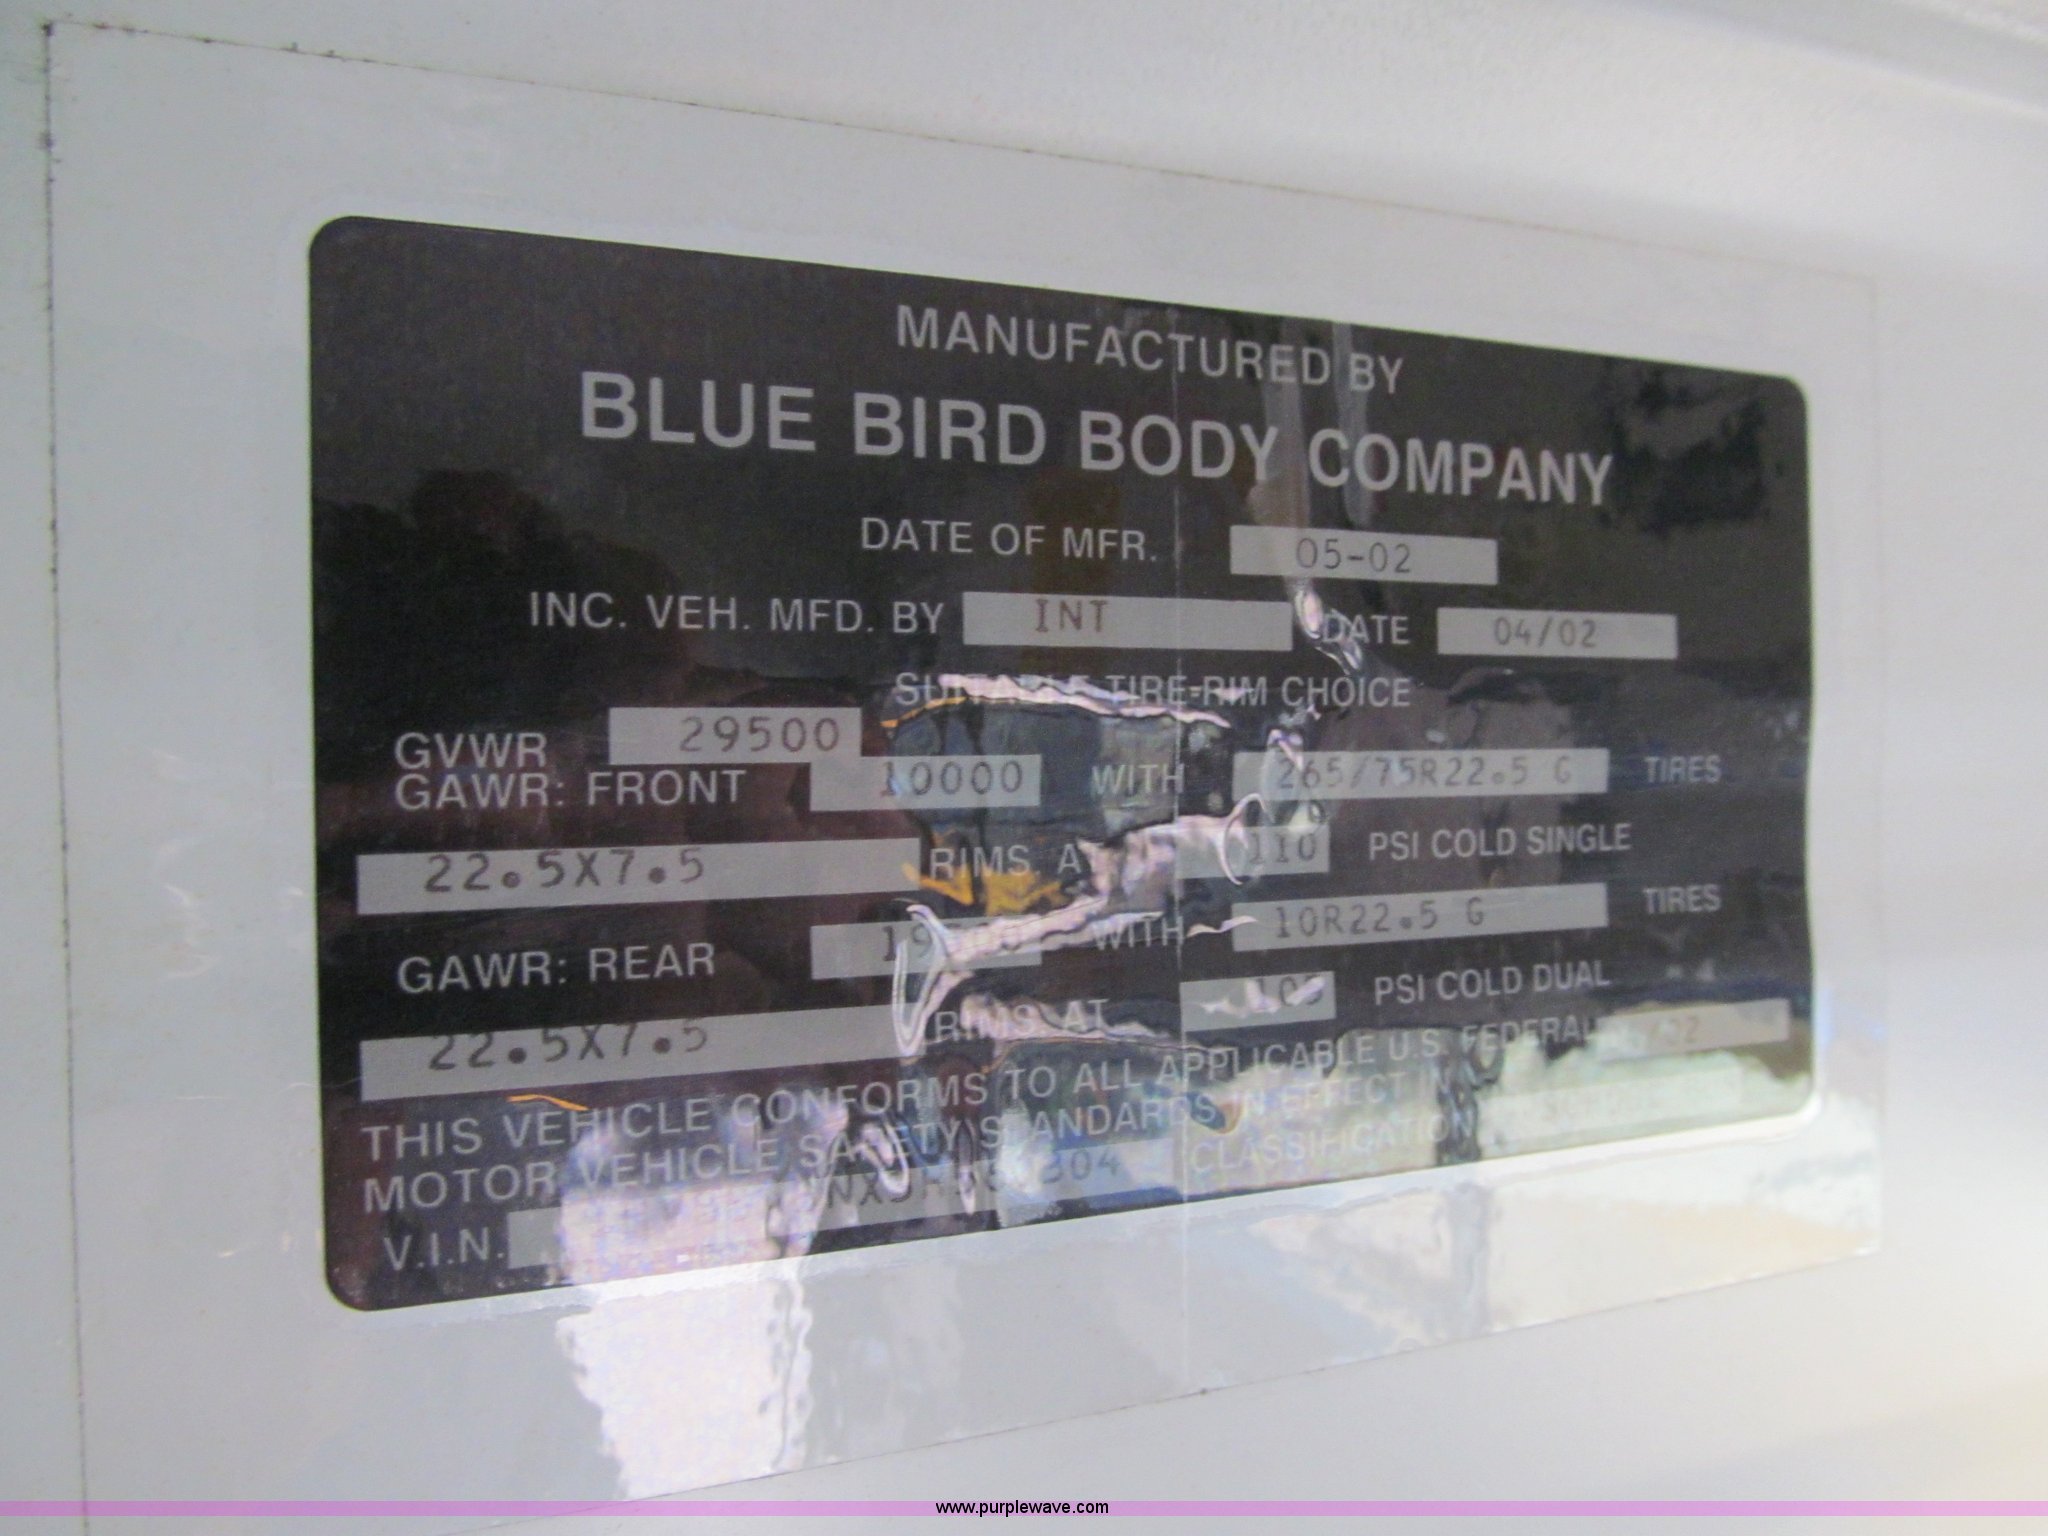 MANUFACTURED BY
BLUE BIRD BODY COMPANY
DATE OF MFR. 05-02
INC. VEH. MFD. BY INT DATE 04/02
SUITABLE TIRE-RIM CHOICE
GVWR 29500
GAWR: FRONT 10000 WITH 265/75R22.5 G TIRES
22.5X7.5 RIMS AT 110 PSI COLD SINGLE
GAWR: REAR WITH 10R22.5 G TIRES
22.5X7.5 RIMS AT 105 PSI COLD DUAL
THIS VEHICLE CONFORMS TO ALL APPLICABLE U.S. FEDERAL
MOTOR VEHICLE SAFETY STANDARDS IN EFFECT IN
V.I.N. CLASSIFICATION
www.purplewave.com